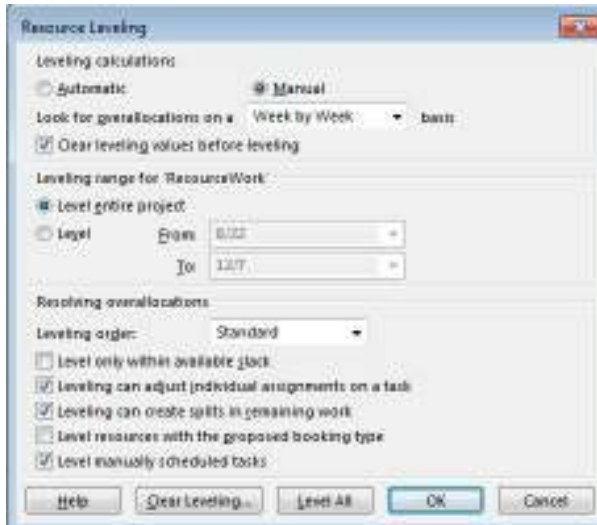 Resource Leveling
Leveling calculations
Automatic Manual
Look for overallocations on a Week by Week basis
Clear leveling values before leveling
Leveling range for 'ResourceWork'
Level entire project
Level From: 8/22
To: 12/7
Resolving overallocations
Leveling order: Standard
Level only within available slack
Leveling can adjust individual assignments on a task
Leveling can create splits in remaining work
Level resources with the proposed booking type
Level manually scheduled tasks
Help Clear Leveling... Level All OK Cancel